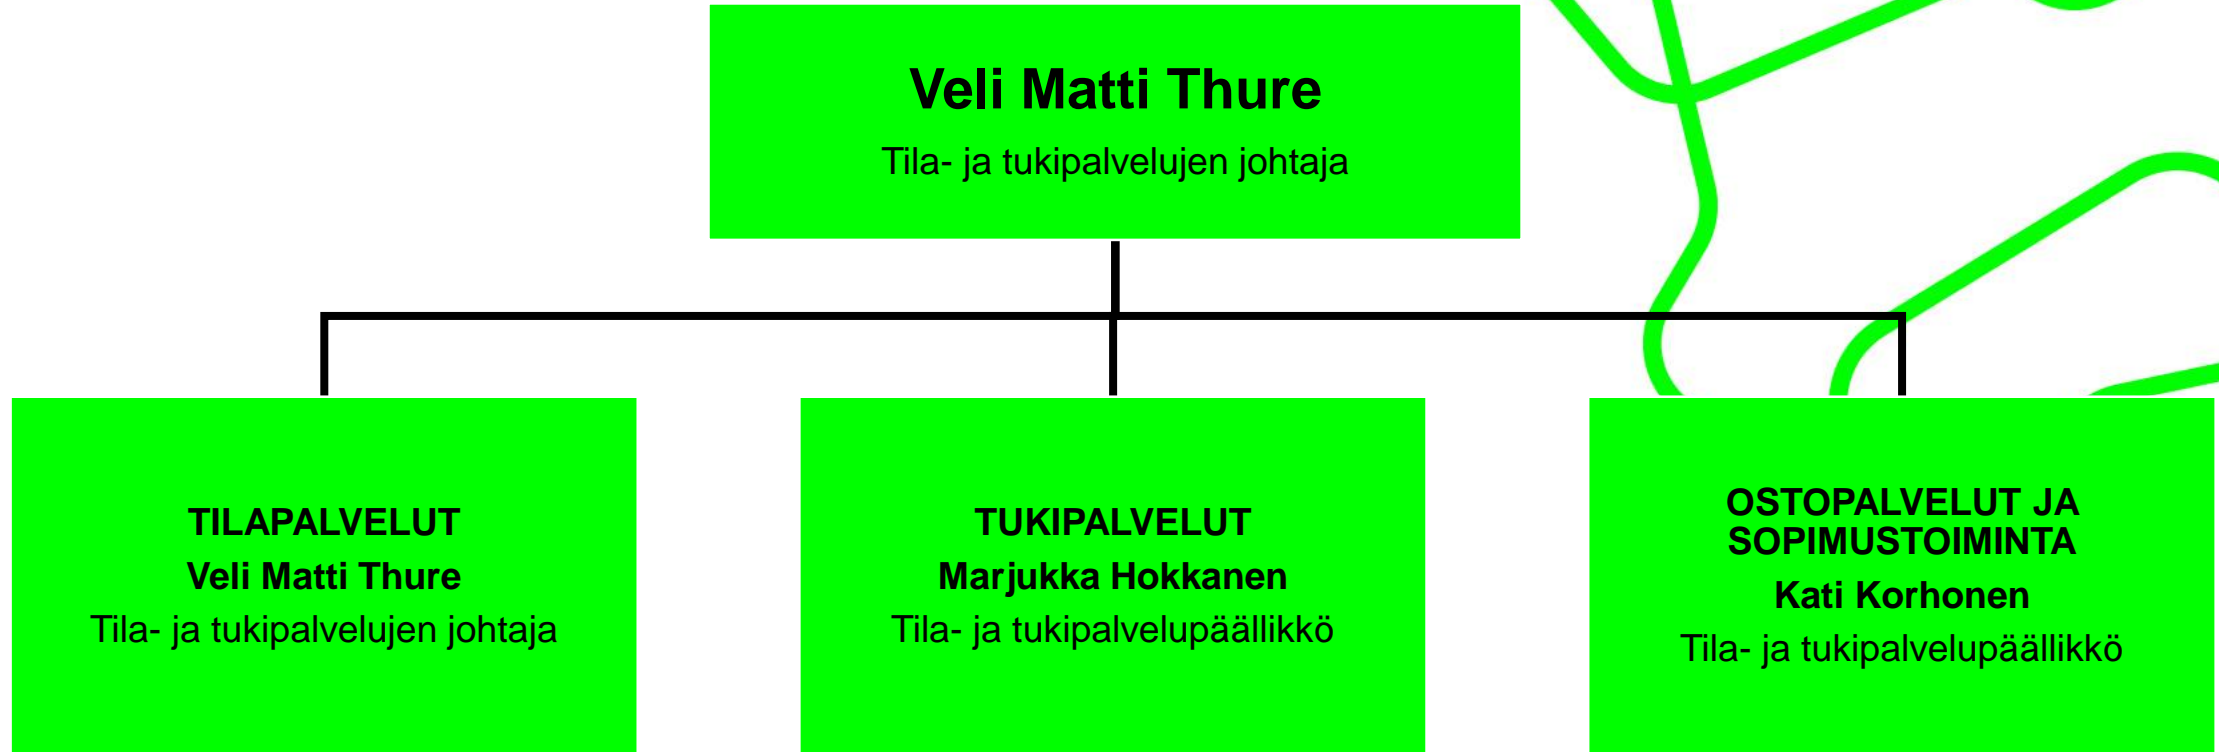 Veli Matti Thure
Tila- ja tukipalvelujen johtaja
TILAPALVELUT
Veli Matti Thure
Tila- ja tukipalvelujen johtaja
TUKIPALVELUT
Marjukka Hokkanen
Tila- ja tukipalvelupäällikkö
OSTOPALVELUT JA
SOPIMUSTOIMINTA
Kati Korhonen
Tila- ja tukipalvelupäällikkö